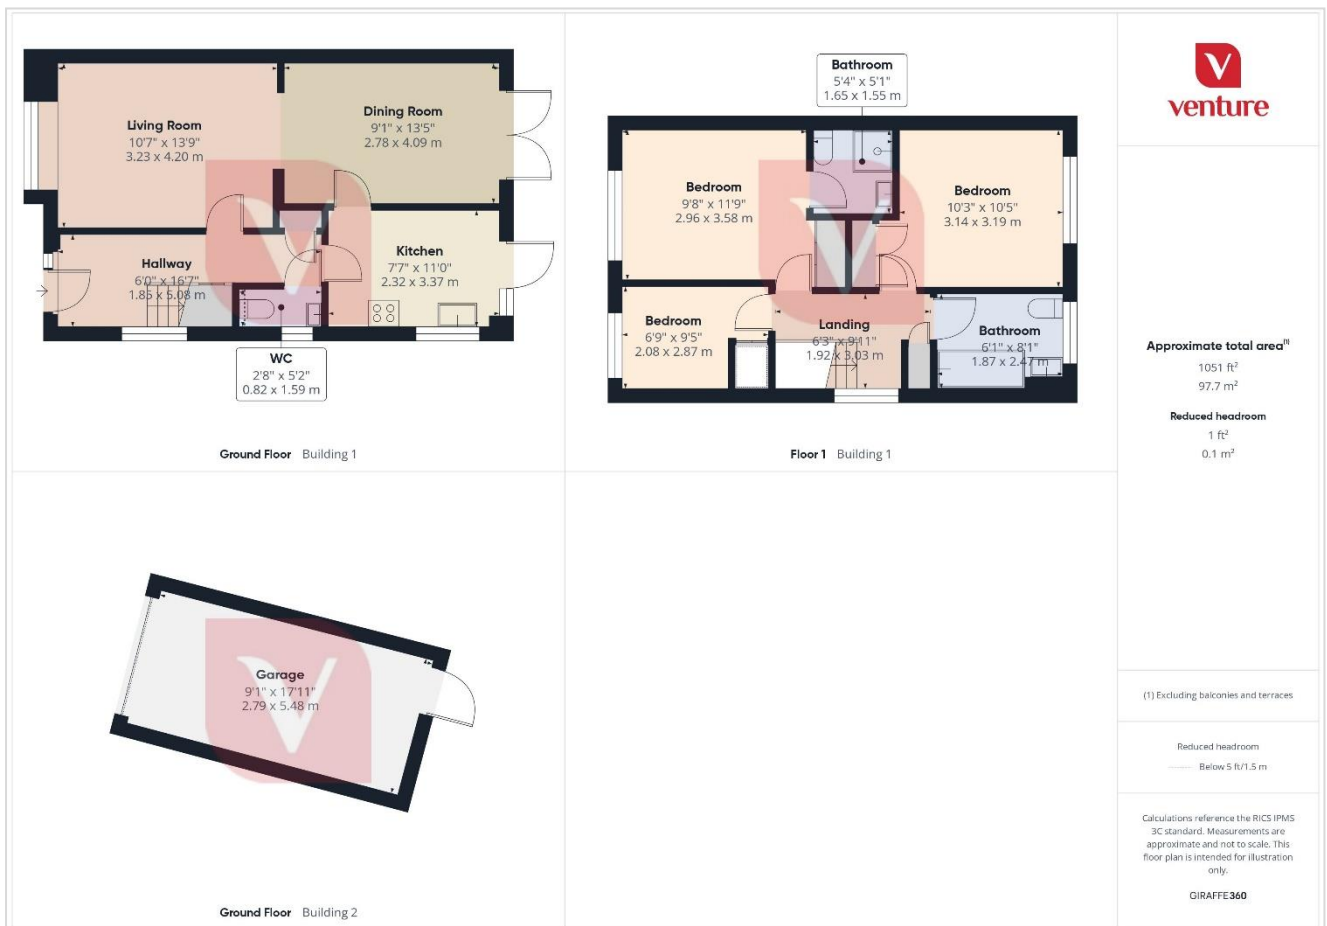 Living Room
10'7" x 13'9"
3.23 x 4.20 m
Dining Room
9'1" x 13'5"
2.78 x 4.09 m
Hallway
6'0" x 16'7"
1.85 x 5.08 m
Kitchen
7'7" x 11'0"
2.32 x 3.37 m
WC
2'8" x 5'2"
0.82 x 1.59 m
Ground Floor Building 1
Bathroom
5'4" x 5'1"
1.65 x 1.55 m
Bedroom
9'8" x 11'9"
2.96 x 3.58 m
Bedroom
10'3" x 10'5"
3.14 x 3.19 m
Bedroom
6'9" x 9'5"
2.08 x 2.87 m
Landing
6'3" x 9'11"
1.92 x 3.03 m
Bathroom
6'1" x 8'1"
1.87 x 2.47 m
Floor 1 Building 1
Garage
9'1" x 17'11"
2.79 x 5.48 m
Ground Floor Building 2
venture
Approximate total area(1)
1051 ft²
97.7 m²
Reduced headroom
1 ft²
0.1 m²
(1) Excluding balconies and terraces
Reduced headroom
Below 5 ft/1.5 m
Calculations reference the RICS IPMS
3C standard. Measurements are
approximate and not to scale. This
floor plan is intended for illustration
only.
GIRAFFE360